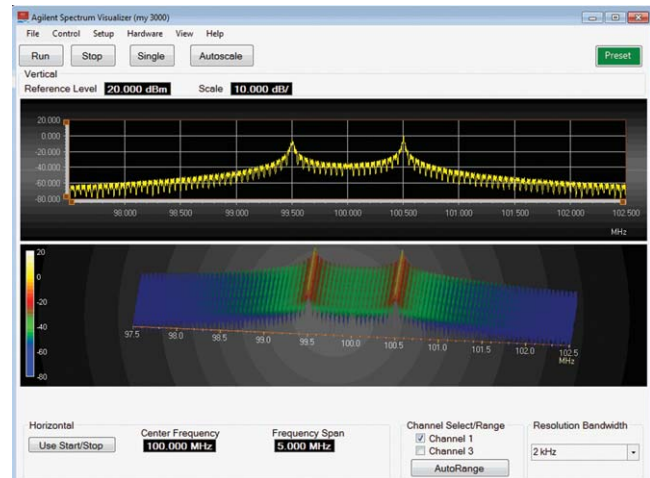 Agilent Spectrum Visualizer (my 3000)
File Control Setup Hardware View Help
Run Stop Single Autoscale Preset
Vertical
Reference Level 20.000 dBm Scale 10.000 dB/
20.000
0.000
-20.000
-40.000
-60.000
-80.000
98.000 98.500 99.000 99.500 100.000 100.500 101.000 101.500 102.000 102.500
MHz
20
0
-20
-40
-60
-80
97.5 98.0 98.5 99.0 99.5 100.0 100.5 101.0 101.5 102.0 102.5
MHz
Horizontal
Use Start/Stop
Center Frequency
100.000 MHz
Frequency Span
5.000 MHz
Channel Select/Range
Channel 1
Channel 3
AutoRange
Resolution Bandwidth
2 kHz